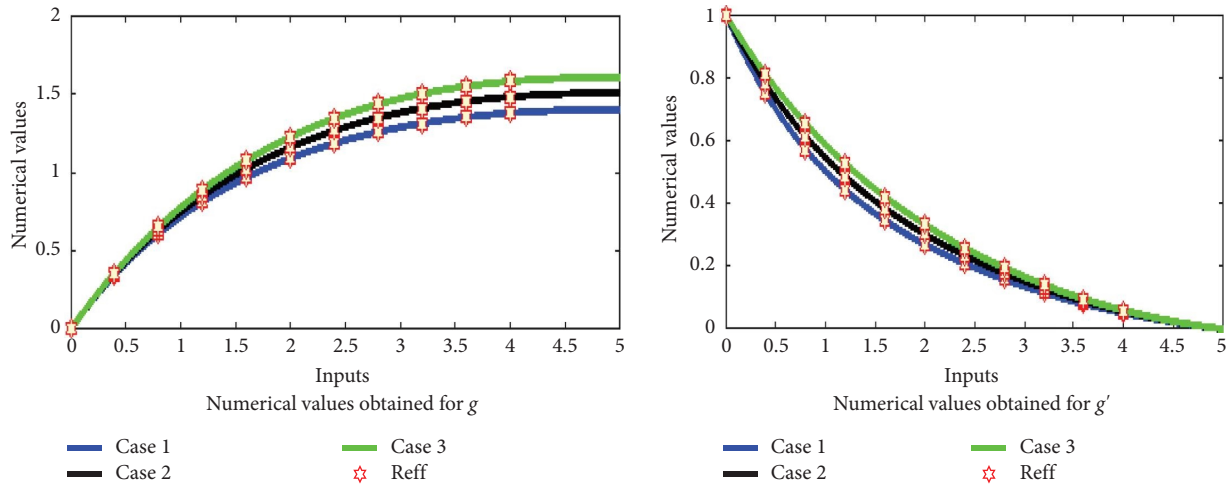 2
1.5
1
0.5
0
Numerical values
0 0.5 1 1.5 2 2.5 3 3.5 4 4.5 5
Inputs
Numerical values obtained for g
Case 1
Case 2
Case 3
Reff
1
0.8
0.6
0.4
0.2
0
Numerical values
0 0.5 1 1.5 2 2.5 3 3.5 4 4.5 5
Inputs
Numerical values obtained for g′
Case 1
Case 2
Case 3
Reff